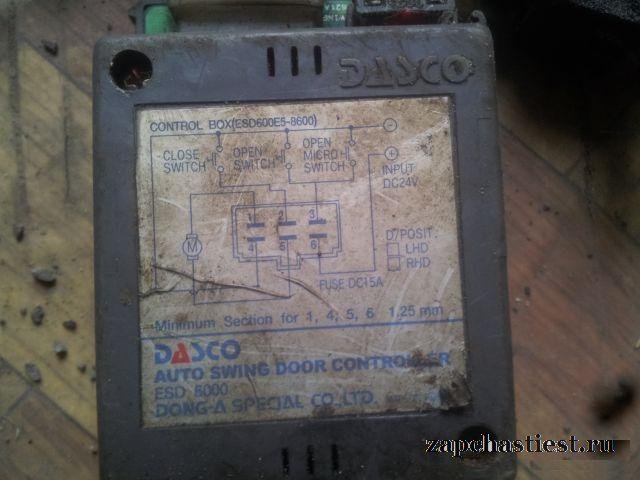 DASCO
CONTROL BOX(ESD600E5-8600)
CLOSE SWITCH
OPEN SWITCH
OPEN MICRO SWITCH
INPUT DC24V
1 2 3
4 5 6
M
D/POSIT.
LHD
RHD
FUSE DC15A
Minimum Section for 1, 4, 5, 6 1.25 mm
DASCO
AUTO SWING DOOR CONTROLLER
ESD 6000
DONG-A SPECIAL CO.,LTD.
zapchastiest.ru